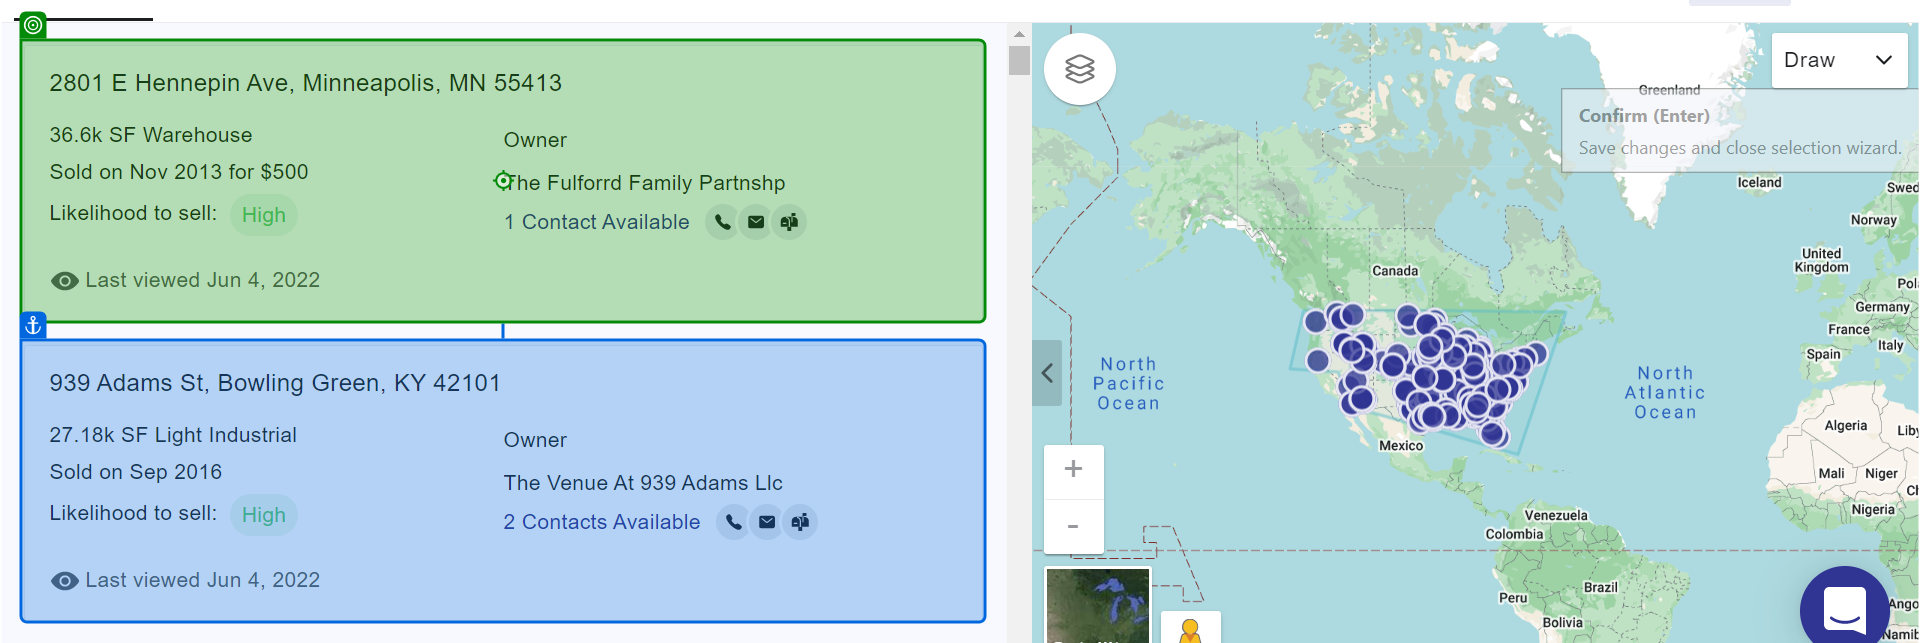 2801 E Hennepin Ave, Minneapolis, MN 55413
36.6k SF Warehouse
Sold on Nov 2013 for $500
Likelihood to sell: High
Owner
The Fulforrd Family Partnshp
1 Contact Available
Last viewed Jun 4, 2022
939 Adams St, Bowling Green, KY 42101
27.18k SF Light Industrial
Sold on Sep 2016
Likelihood to sell: High
Owner
The Venue At 939 Adams Llc
2 Contacts Available
Last viewed Jun 4, 2022
Draw
Greenland
Confirm (Enter)
Save changes and close selection wizard.
Iceland
Swed
Norway
United
Kingdom
Canada
Pol
Germany
France
Italy
Spain
North
Pacific
Ocean
North
Atlantic
Ocean
Mexico
Algeria
Liby
Mali
Niger
Ch
Nigeria
Venezuela
Colombia
Brazil
Peru
Ango
Bolivia
Namib
+
-